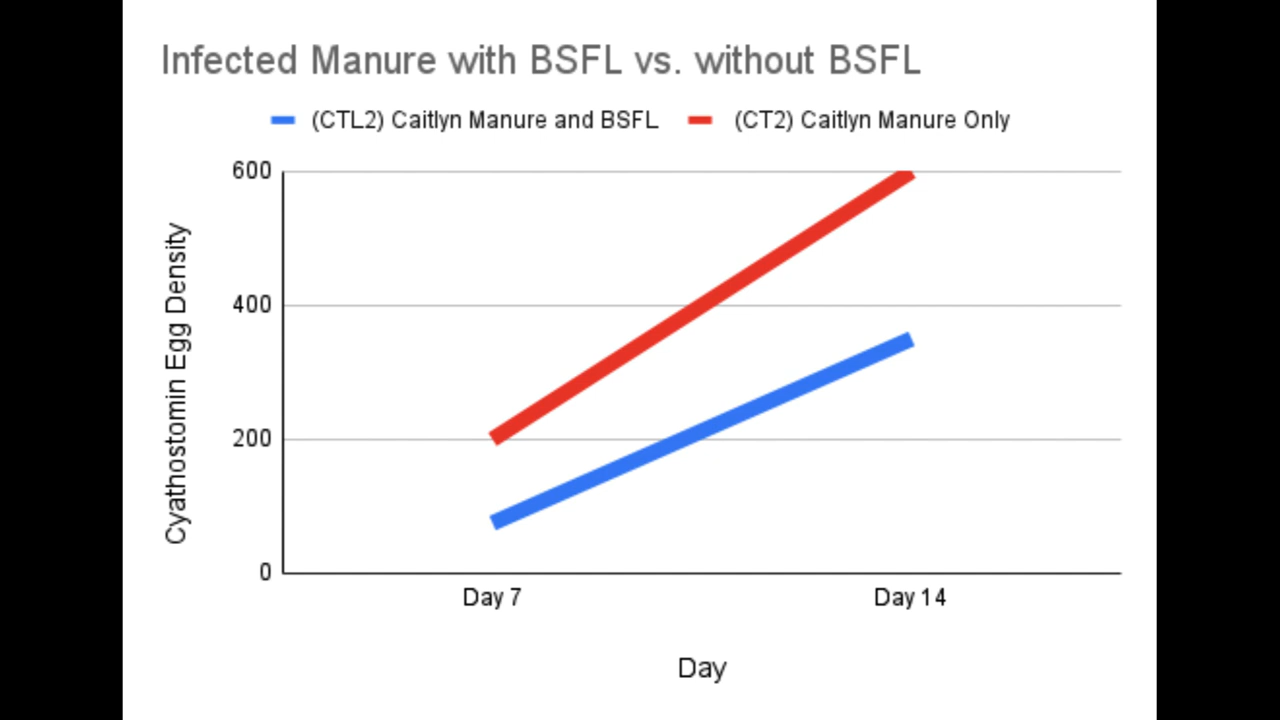 Infected Manure with BSFL vs. without BSFL
(CTL2) Caitlyn Manure and BSFL (CT2) Caitlyn Manure Only
600
400
200
0
Cyathostomin Egg Density
Day 7 Day 14
Day